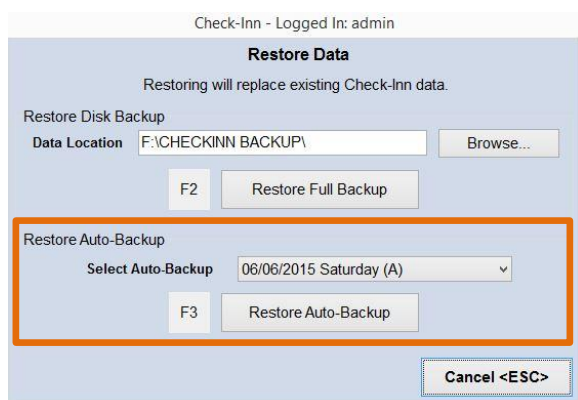 Check-Inn - Logged In: admin
Restore Data
Restoring will replace existing Check-Inn data.
Restore Disk Backup
Data Location F:\CHECKINN BACKUP\ Browse...
F2 Restore Full Backup
Restore Auto-Backup
Select Auto-Backup 06/06/2015 Saturday (A)
F3 Restore Auto-Backup
Cancel <ESC>